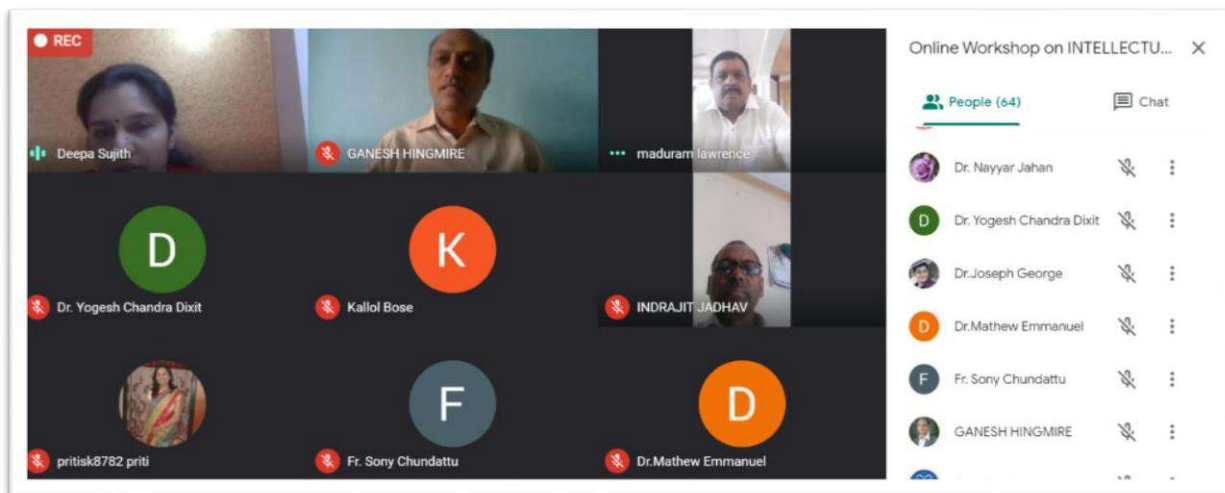 REC
Deepa Sujith
GANESH HINGMIRE
maduram lawrence
D
K
Dr. Yogesh Chandra Dixit
Kallol Bose
INDRAJIT JADHAV
F
D
pritisk8782 priti
Fr. Sony Chundattu
Dr.Mathew Emmanuel
Online Workshop on INTELLECTU...
People (64)
Chat
Dr. Nayyar Jahan
D Dr. Yogesh Chandra Dixit
Dr.Joseph George
D Dr.Mathew Emmanuel
F Fr. Sony Chundattu
GANESH HINGMIRE